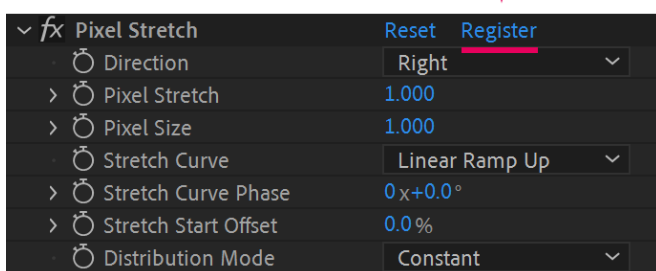 fx Pixel Stretch Reset Register
Direction Right
Pixel Stretch 1.000
Pixel Size 1.000
Stretch Curve Linear Ramp Up
Stretch Curve Phase 0x+0.0°
Stretch Start Offset 0.0%
Distribution Mode Constant